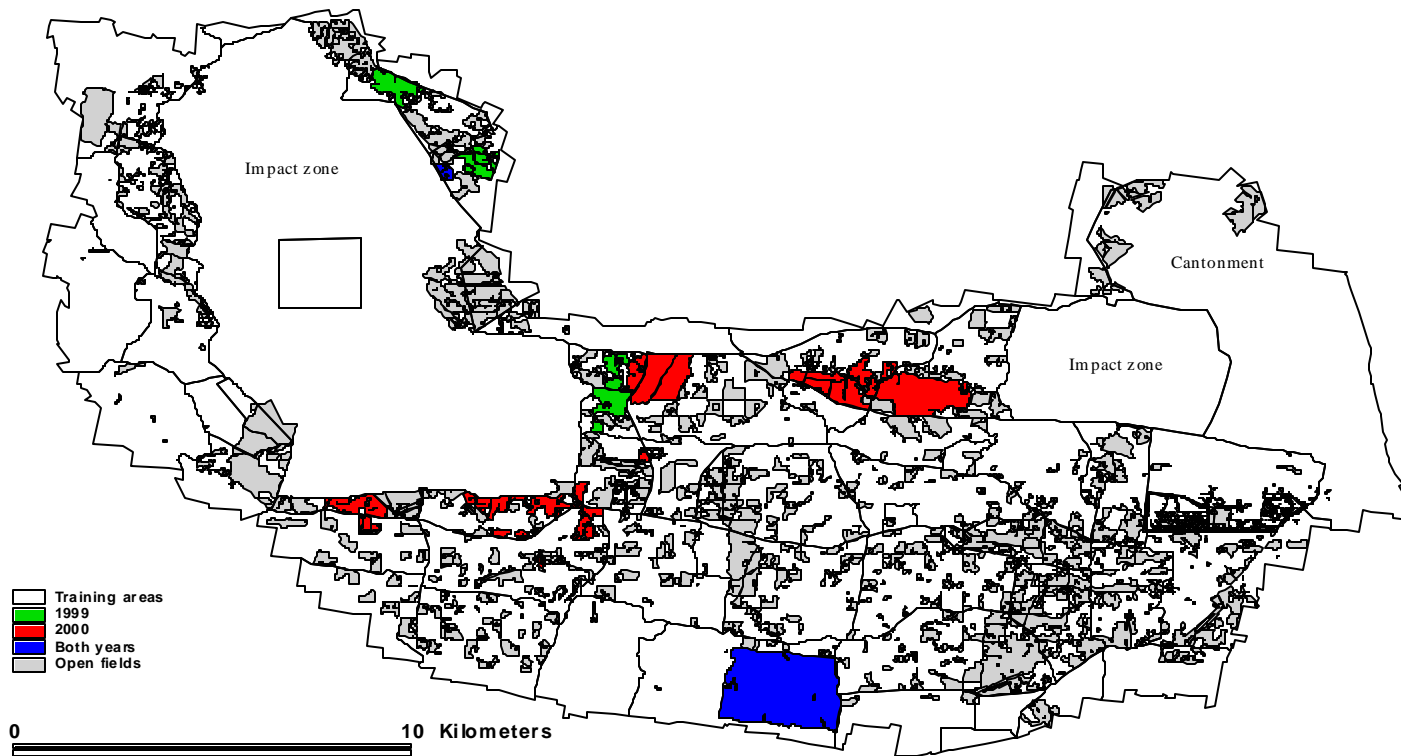 Impact zone
Cantonment
Impact zone
Training areas
1999
2000
Both years
Open fields
0 10 Kilometers